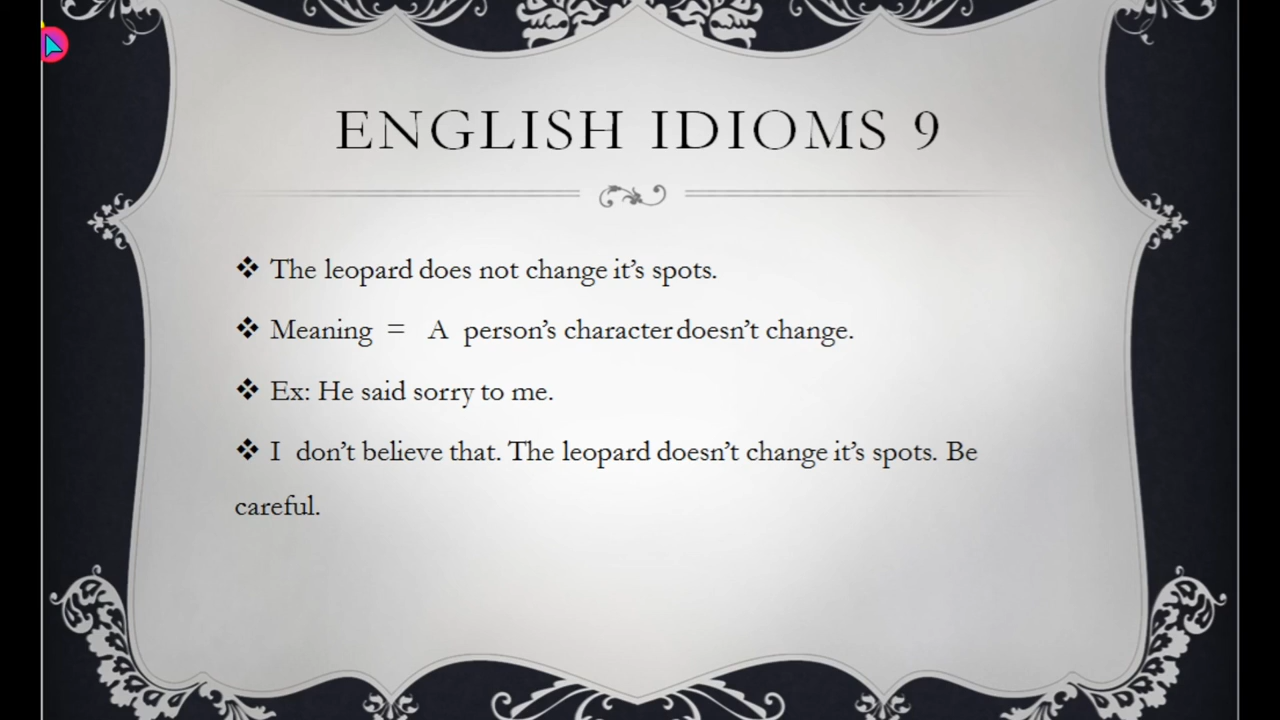 ENGLISH IDIOMS 9
❖ The leopard does not change it’s spots.
❖ Meaning = A person’s character doesn’t change.
❖ Ex: He said sorry to me.
❖ I don’t believe that. The leopard doesn’t change it’s spots. Be
careful.